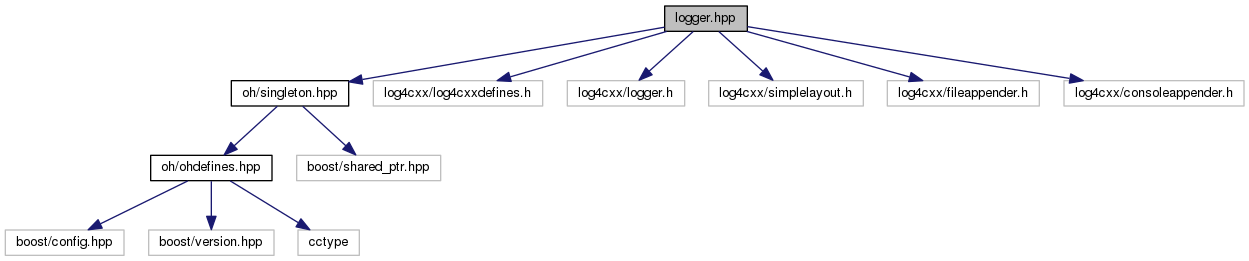 logger.hpp
oh/singleton.hpp
log4cxx/log4cxxdefines.h
log4cxx/logger.h
log4cxx/simplelayout.h
log4cxx/fileappender.h
log4cxx/consoleappender.h
oh/ohdefines.hpp
boost/shared_ptr.hpp
boost/config.hpp
boost/version.hpp
cctype